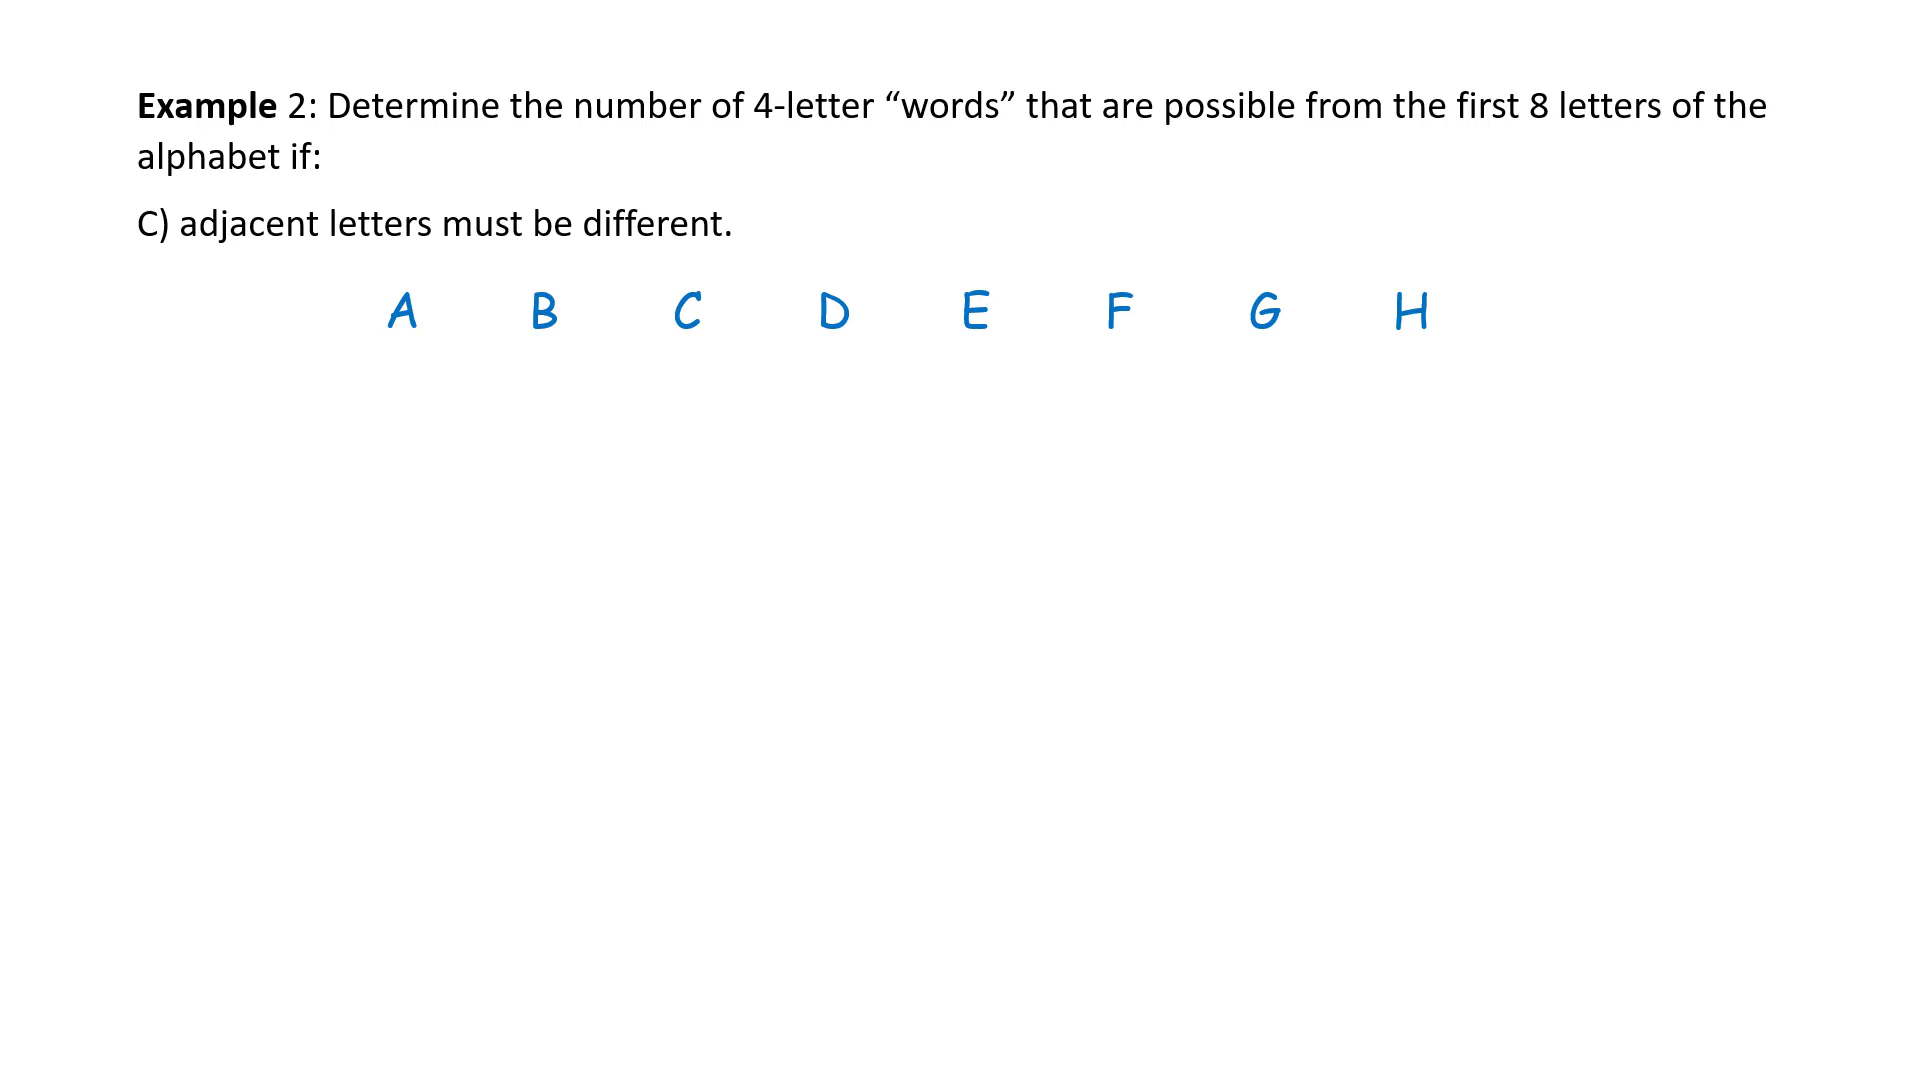 Example 2: Determine the number of 4-letter “words” that are possible from the first 8 letters of the
alphabet if:
C) adjacent letters must be different.
A B C D E F G H